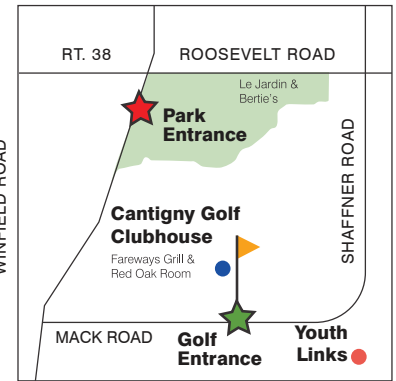 RT. 38
ROOSEVELT ROAD
Le Jardin &
Bertie's
Park
Entrance
WINFIELD ROAD
SHAFFNER ROAD
Cantigny Golf
Clubhouse
Fareways Grill &
Red Oak Room
MACK ROAD
Golf
Entrance
Youth
Links